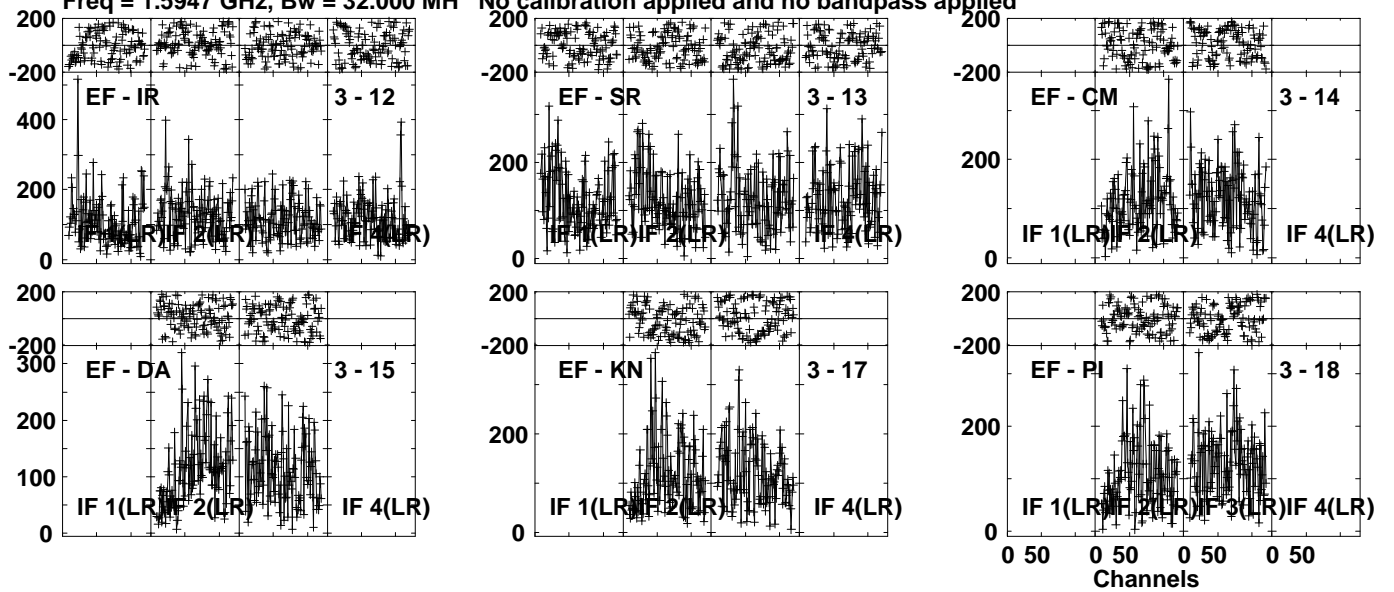 Freq = 1.5947 GHz, Bw = 32.000 MH No calibration applied and no bandpass applied
200
-200
EF - IR 3 - 12
400
200
0
IF 2(LR) IF 4(LR)
200
-200
EF - SR 3 - 13
200
0
IF 1(LR) IF 2(LR) IF 4(LR)
200
-200
EF - CM 3 - 14
200
0
IF 1(LR) IF 2(LR) IF 4(LR)
200
-200
EF - DA 3 - 15
300
200
100
0
IF 1(LR) IF 2(LR) IF 4(LR)
200
-200
EF - KN 3 - 17
200
0
IF 1(LR) IF 2(LR) IF 4(LR)
200
-200
EF - PI 3 - 18
200
0
IF 1(LR) IF 2(LR) IF 3(LR) IF 4(LR)
0 50 0 50 0 50 0 50
Channels